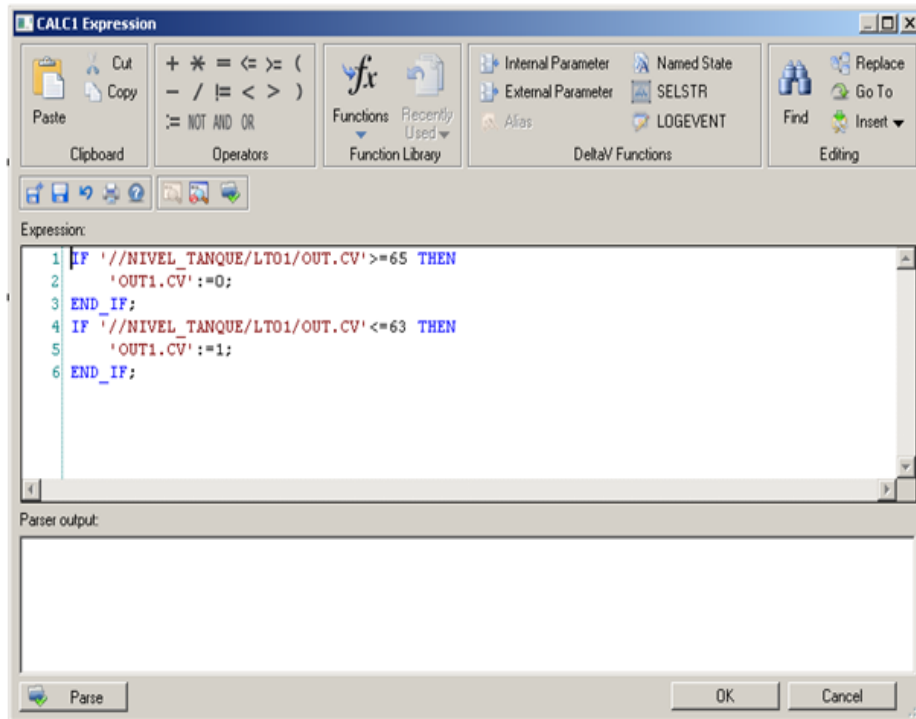 CALC1 Expression
Cut
Copy
Paste
Clipboard
+ * = <= >= (
- / |= < > )
:= NOT AND OR
Operators
fx
Functions
Recently Used
Function Library
Internal Parameter
External Parameter
Alias
Named State
SELSTR
LOGEVENT
DeltaV Functions
Find
Replace
Go To
Insert
Editing
Expression:
1 IF '//NIVEL_TANQUE/LT01/OUT.CV'>=65 THEN
2 'OUT1.CV':=0;
3 END_IF;
4 IF '//NIVEL_TANQUE/LT01/OUT.CV'<=63 THEN
5 'OUT1.CV':=1;
6 END_IF;
Parser output:
Parse
OK
Cancel